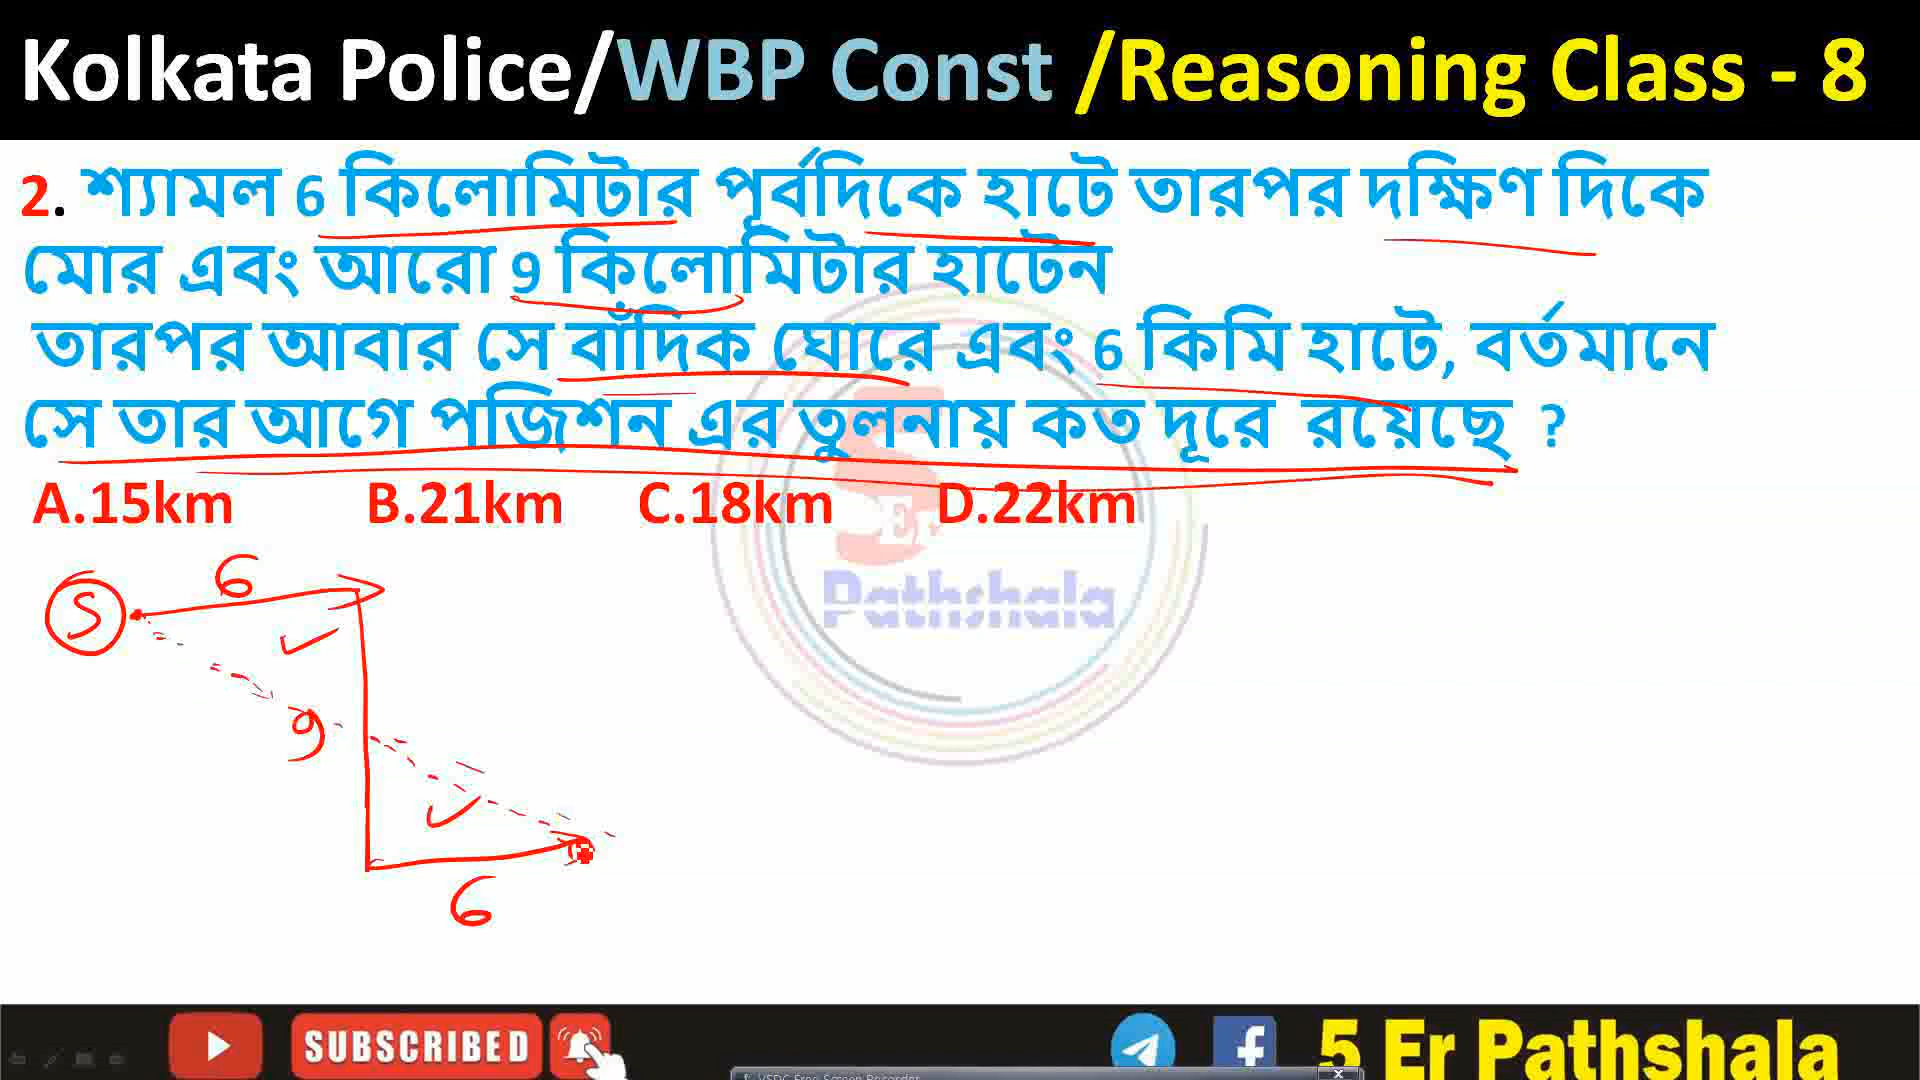 Kolkata Police/WBP Const /Reasoning Class - 8
2. শ্যামল 6 কিলোমিটার পূর্বদিকে হাটে তারপর দক্ষিণ দিকে
মোর এবং আরো 9 কিলোমিটার হাটেন
তারপর আবার সে বাঁদিক ঘোরে এবং 6 কিমি হাটে, বর্তমানে
সে তার আগে পজিশন এর তুলনায় কত দূরে রয়েছে ?
A.15km B.21km C.18km D.22km
S 6
9
6
5 Er
Pathshala
SUBSCRIBED 5 Er Pathshala